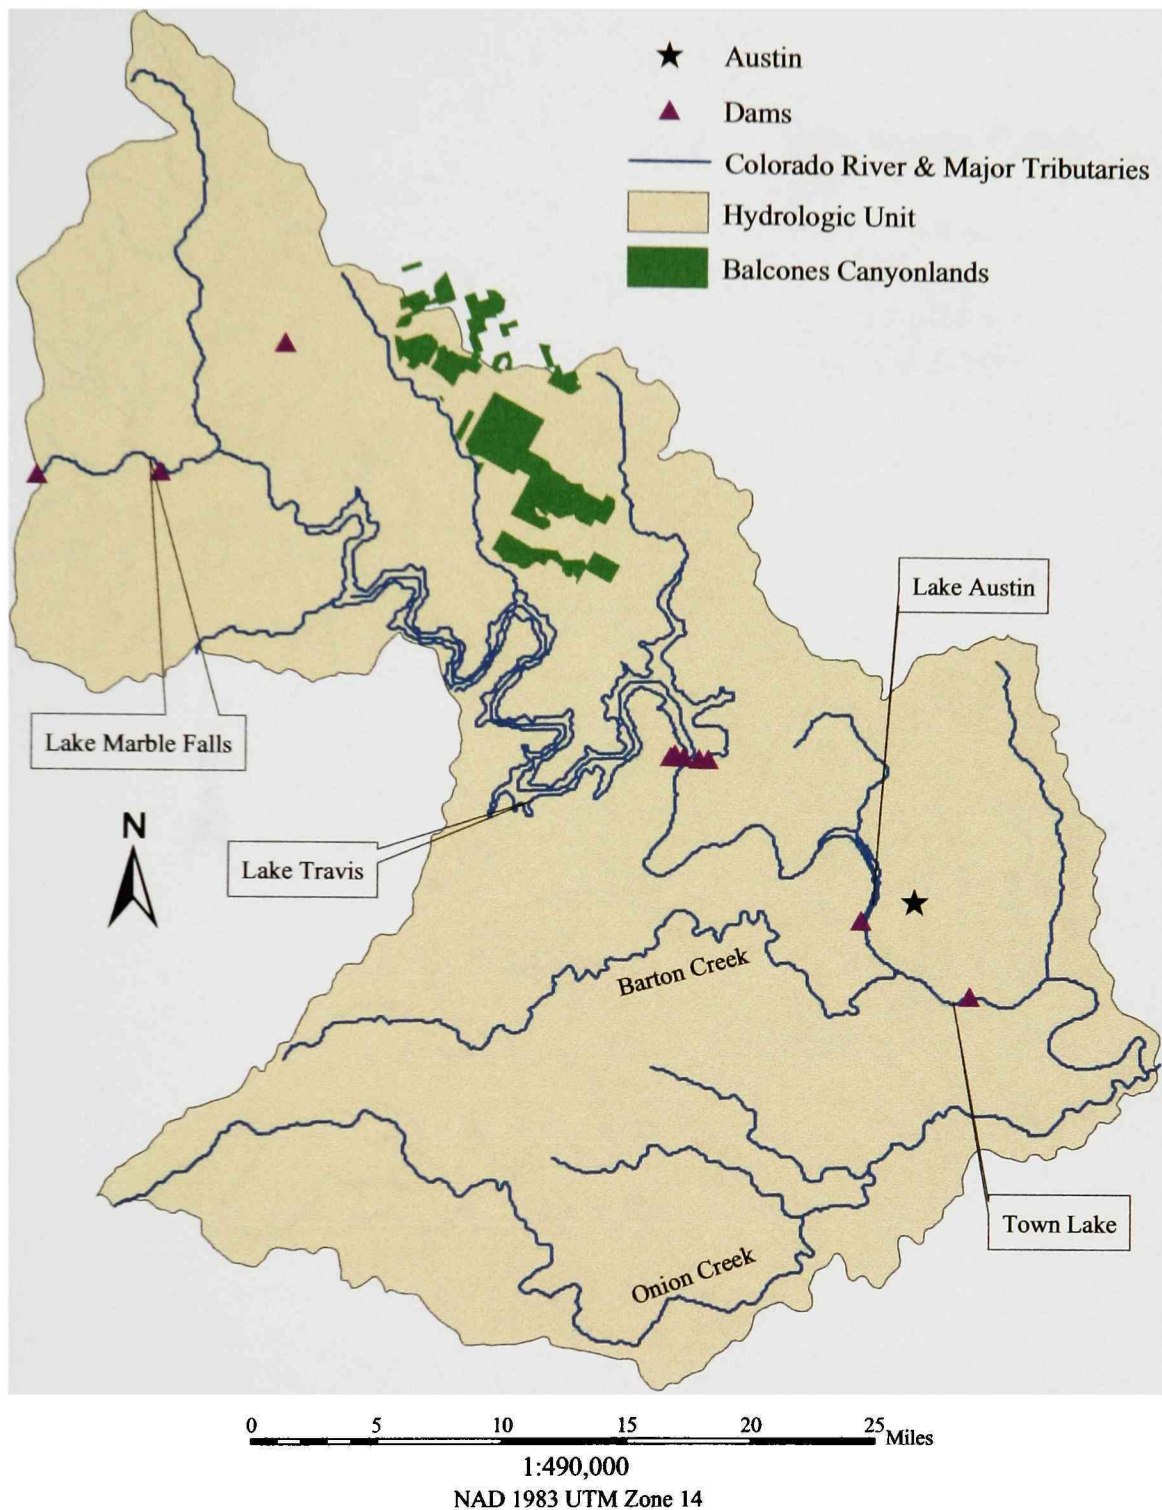 Austin
Dams
Colorado River & Major Tributaries
Hydrologic Unit
Balcones Canyonlands
Lake Austin
Lake Marble Falls
N
Lake Travis
Barton Creek
Town Lake
Onion Creek
0 5 10 15 20 25 Miles
1:490,000
NAD 1983 UTM Zone 14